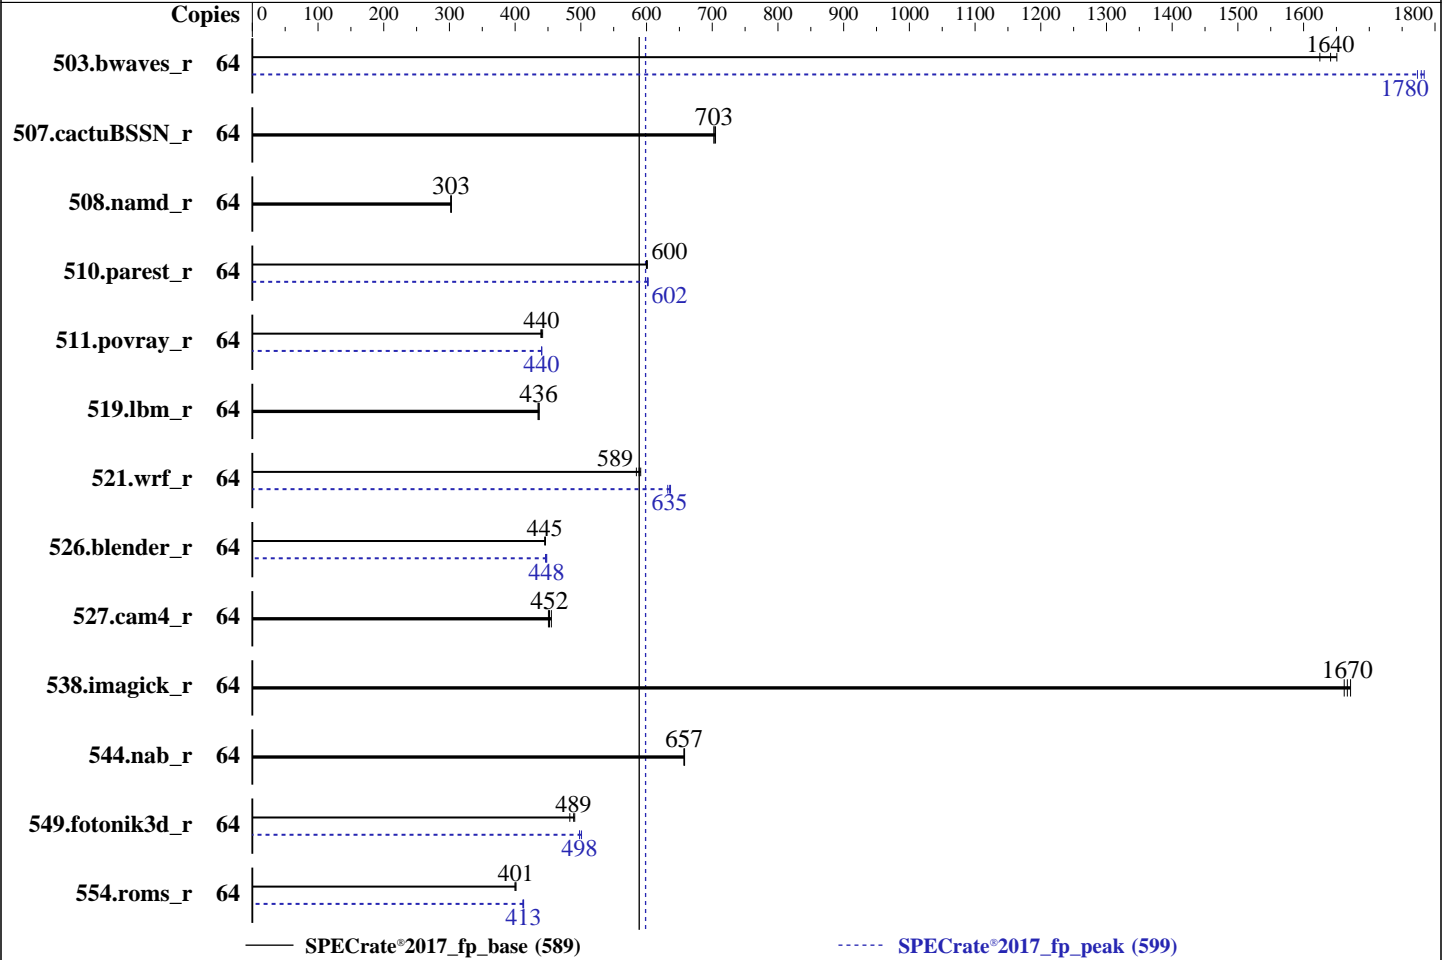 Copies 0 100 200 300 400 500 600 700 800 900 1000 1100 1200 1300 1400 1500 1600 1800
503.bwaves_r 64 1640
1780
507.cactuBSSN_r 64 703
508.namd_r 64 303
510.parest_r 64 600
602
511.povray_r 64 440
440
519.lbm_r 64 436
521.wrf_r 64 589
635
526.blender_r 64 445
448
527.cam4_r 64 452
538.imagick_r 64 1670
544.nab_r 64 657
549.fotonik3d_r 64 489
498
554.roms_r 64 401
413
SPECrate®2017_fp_base (589) SPECrate®2017_fp_peak (599)